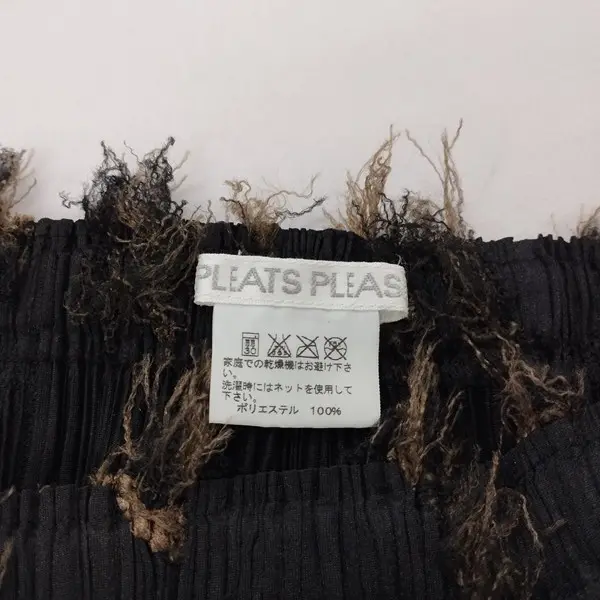 PLEATS PLEAS
30
家庭での乾燥機はお避け下さ
い。
洗濯時にはネットを使用して
下さい。
ポリエステル 100%